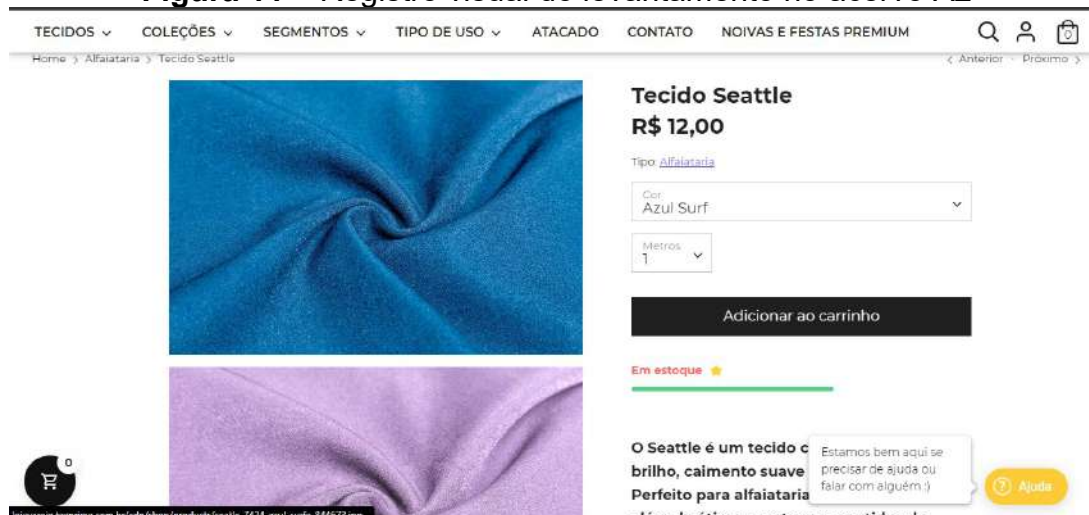 TECIDOS COLEÇÕES SEGMENTOS TIPO DE USO ATACADO CONTATO NOIVAS E FESTAS PREMIUM 0
Home > Alfaiataria > Tecido Seattle < Anterior - Próximo >
Tecido Seattle
R$ 12,00
Tipo: Alfaiataria
Cor
Azul Surf
Metros
1
Adicionar ao carrinho
Em estoque
O Seattle é um tecido c
brilho, caimento suave
Perfeito para alfaiataria
Estamos bem aqui se
precisar de ajuda ou
falar com alguém :)
Ajuda
0